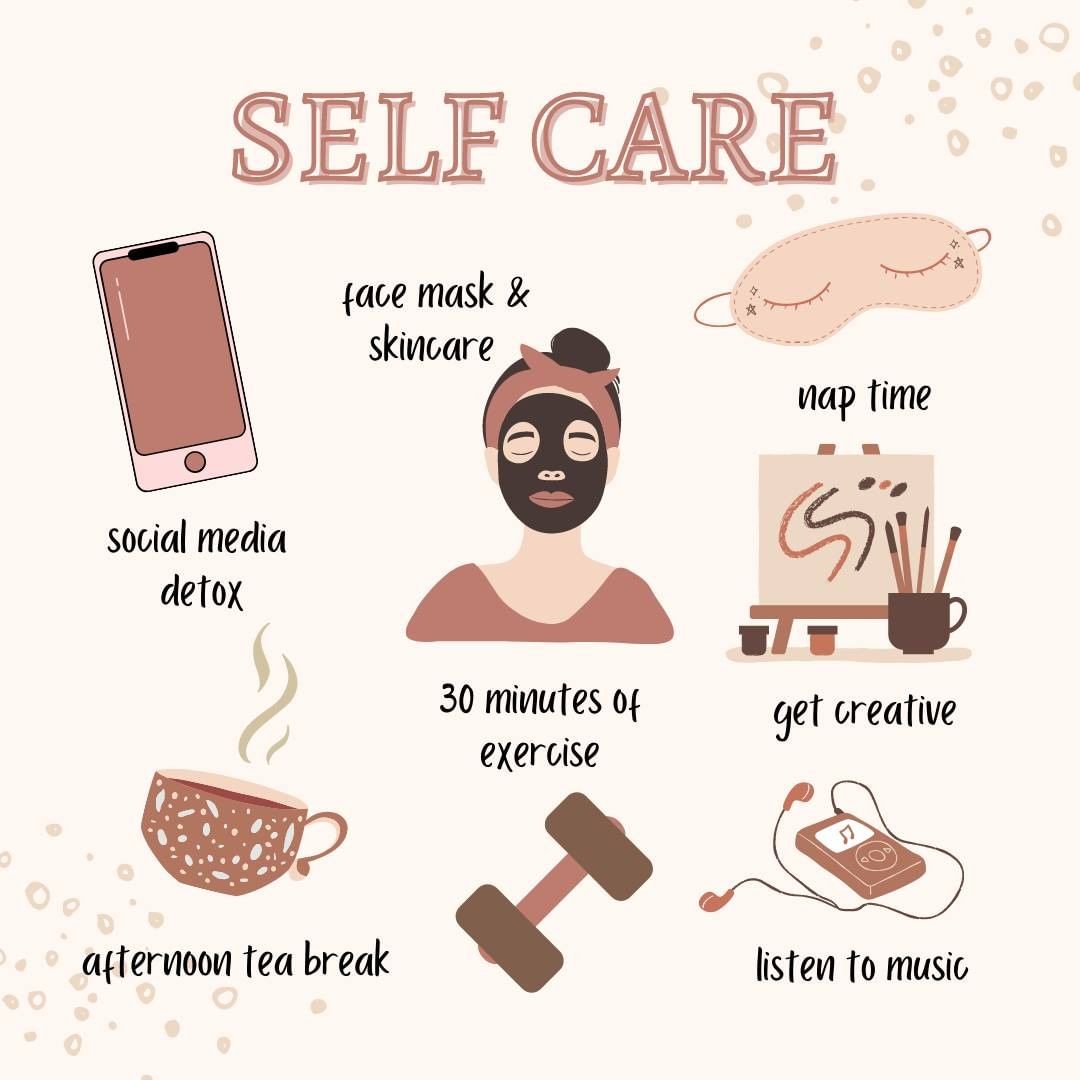 SELF CARE
face mask &
skincare
nap time
social media
detox
30 minutes of
exercise
get creative
afternoon tea break
listen to music